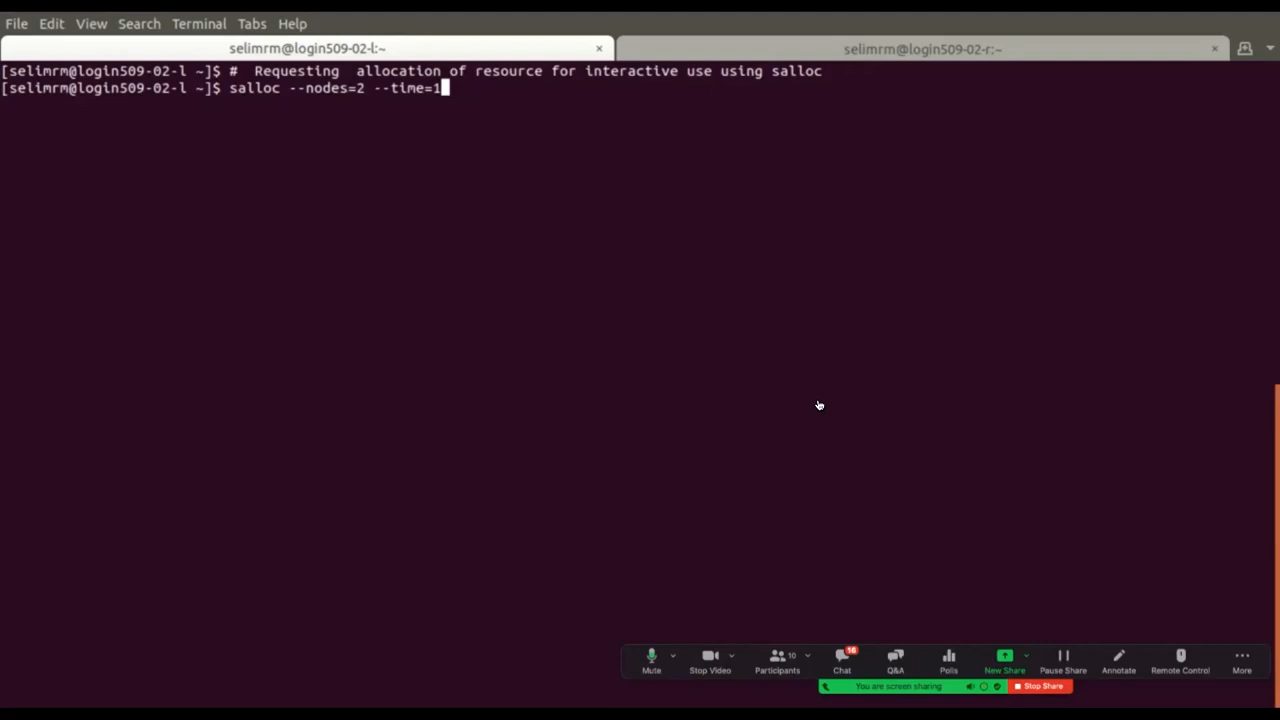 File Edit View Search Terminal Tabs Help
selimrm@login509-02-l:~ × selimrm@login509-02-r:~ ×
[selimrm@login509-02-l ~]$ #  Requesting  allocation of resource for interactive use using salloc
[selimrm@login509-02-l ~]$ salloc --nodes=2 --time=1
16
10
Mute Stop Video Participants Chat Q&A Polls New Share Pause Share Annotate Remote Control More
You are screen sharing Stop Share